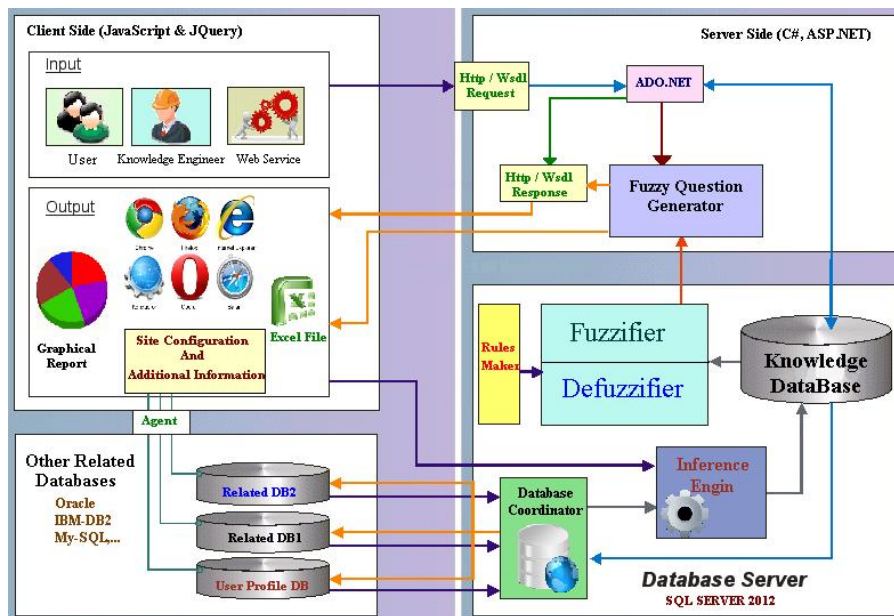 Client Side (JavaScript & JQuery)
Input
User
Knowledge Engineer
Web Service
Output
Graphical
Report
Excel File
Site Configuration
And
Additional Information
Agent
Other Related
Databases
Oracle
IBM-DB2
My-SQL,...
Related DB2
Related DB1
User Profile DB
Server Side (C#, ASP.NET)
Http / Wsdl
Request
ADO.NET
Http / Wsdl
Response
Fuzzy Question
Generator
Rules
Maker
Fuzzifier
Defuzzifier
Knowledge
DataBase
Inference
Engin
Database
Coordinator
Database Server
SQL SERVER 2012